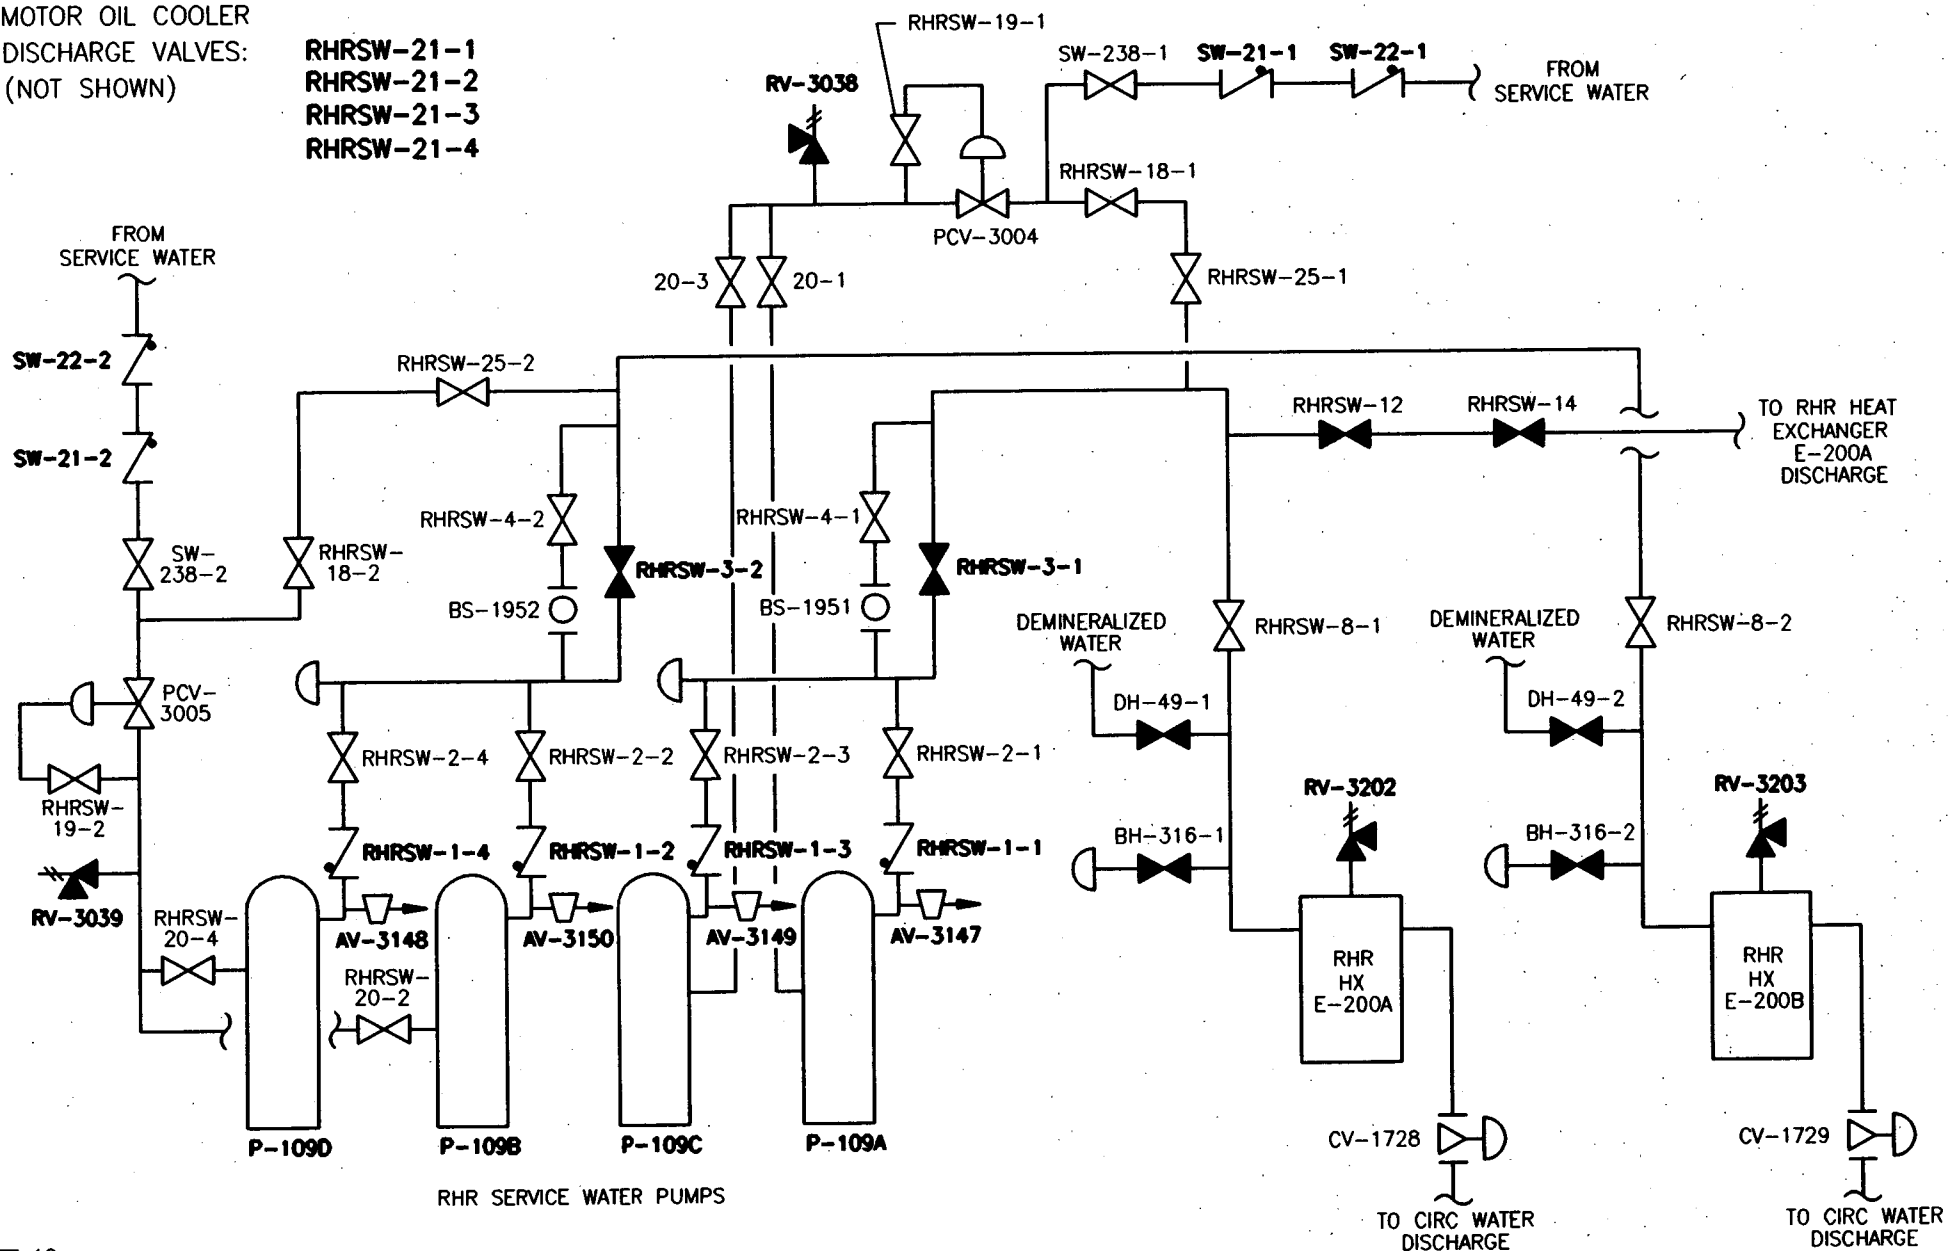 MOTOR OIL COOLER
DISCHARGE VALVES:
(NOT SHOWN)
RHRSW-21-1
RHRSW-21-2
RHRSW-21-3
RHRSW-21-4
RHRSW-19-1
RV-3038
SW-238-1
SW-21-1
SW-22-1
FROM
SERVICE WATER
RHRSW-18-1
PCV-3004
FROM
SERVICE WATER
20-3
20-1
RHRSW-25-1
SW-22-2
RHRSW-25-2
SW-21-2
RHRSW-12
RHRSW-14
TO RHR HEAT
EXCHANGER
E-200A
DISCHARGE
RHRSW-4-2
RHRSW-4-1
SW-
238-2
RHRSW-
18-2
RHRSW-3-2
RHRSW-3-1
BS-1952
BS-1951
DEMINERALIZED
WATER
RHRSW-8-1
DEMINERALIZED
WATER
RHRSW-8-2
PCV-
3005
DH-49-1
DH-49-2
RHRSW-2-4
RHRSW-2-2
RHRSW-2-3
RHRSW-2-1
RHRSW-
19-2
RV-3202
RV-3203
RHRSW-1-4
RHRSW-1-2
RHRSW-1-3
RHRSW-1-1
BH-316-1
BH-316-2
RV-3039
RHRSW-
20-4
AV-3148
AV-3150
AV-3149
AV-3147
RHRSW-
20-2
RHR
HX
E-200A
RHR
HX
E-200B
P-109D
P-109B
P-109C
P-109A
CV-1728
CV-1729
RHR SERVICE WATER PUMPS
TO CIRC WATER
DISCHARGE
TO CIRC WATER
DISCHARGE